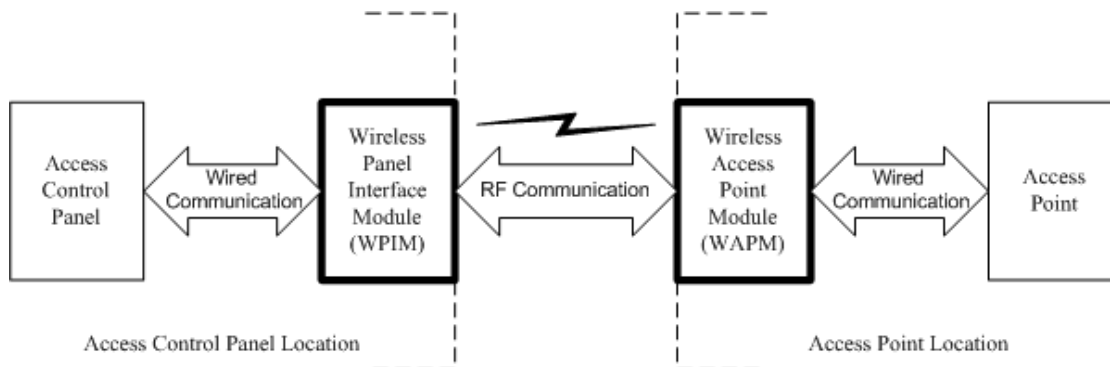 Access
Control
Panel
Wired
Communication
Wireless
Panel
Interface
Module
(WPIM)
RF Communication
Wireless
Access
Point
Module
(WAPM)
Wired
Communication
Access
Point
Access Control Panel Location
Access Point Location